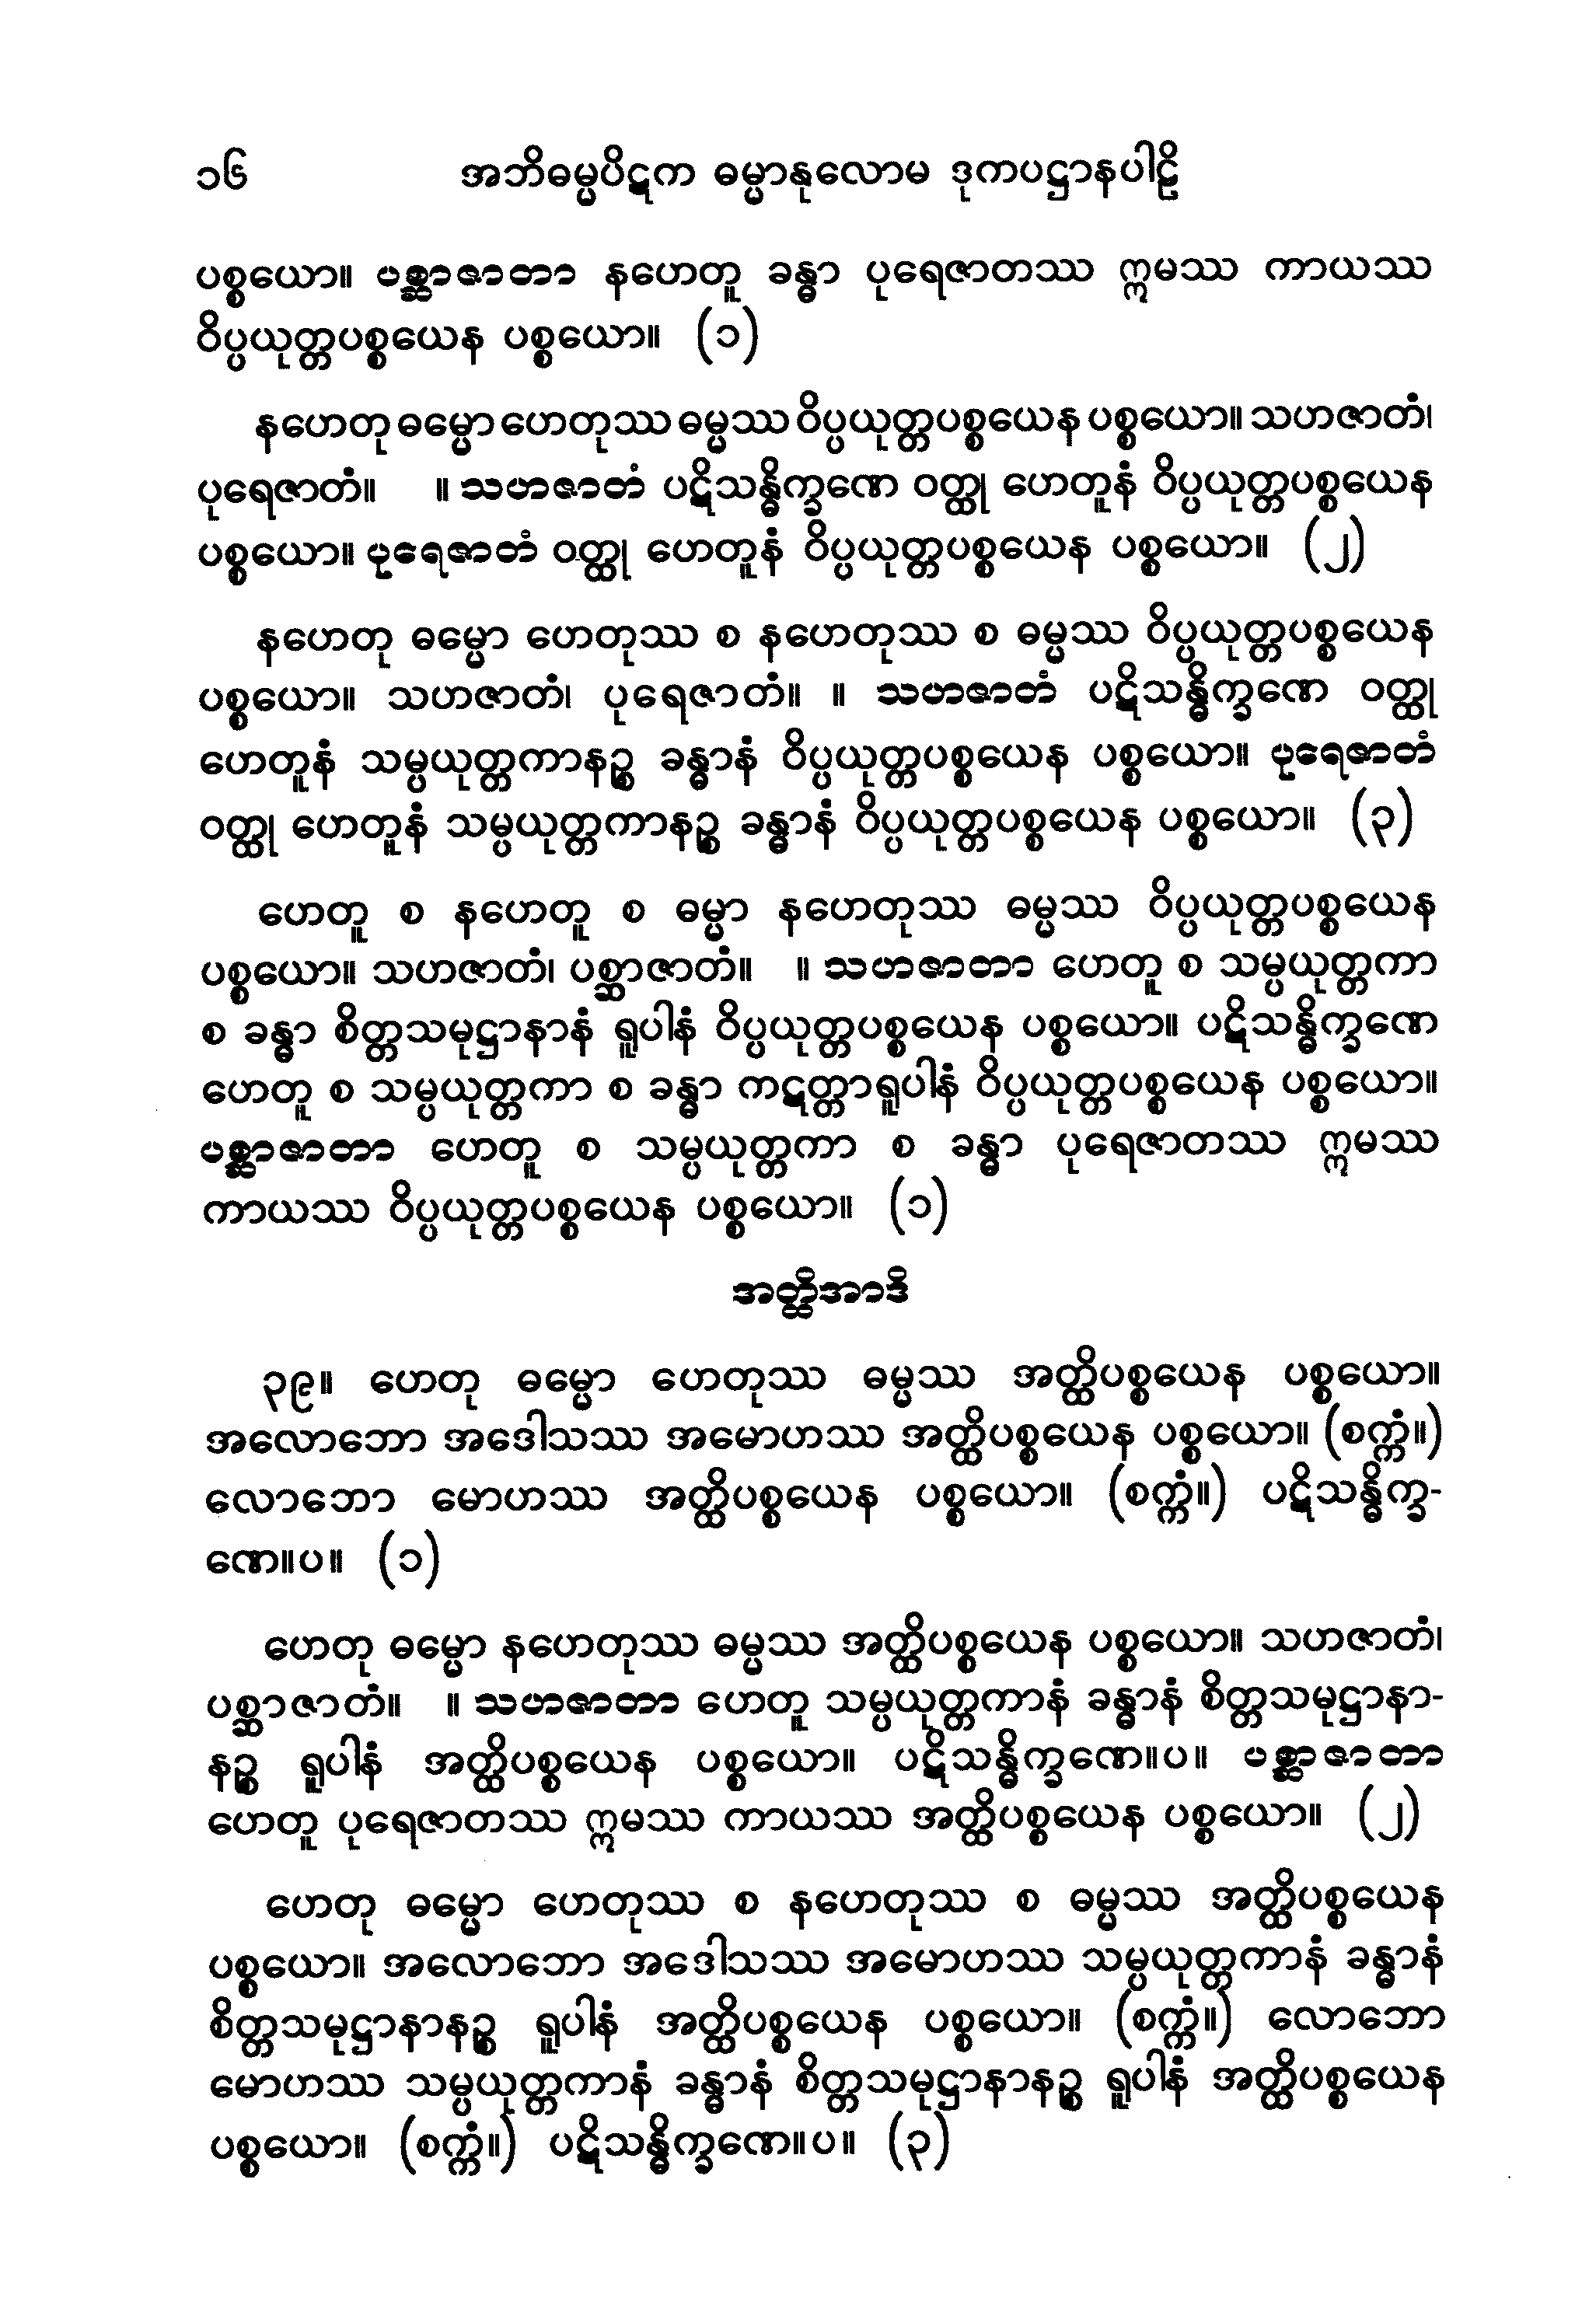 ၁၆ အဘိဓမ္မပိဋက ဓမ္မာနုလောမ ဒုကပဋ္ဌာနပါဠိ
ပစ္စယော။ ပစ္ဆာဇာတာ နဟေတူ ခန္ဓာ ပုရေဇာတဿ ဣမဿ ကာယဿ
ဝိပ္ပယုတ္တပစ္စယေန ပစ္စယော။ (၁)
နဟေတု ဓမ္မော ဟေတုဿ ဓမ္မဿ ဝိပ္ပယုတ္တပစ္စယေန ပစ္စယော။ သဟဇာတံ၊
ပုရေဇာတံ။ ။ သဟဇာတံ ပဋိသန္ဓိက္ခဏေ ဝတ္ထု ဟေတူနံ ဝိပ္ပယုတ္တပစ္စယေန
ပစ္စယော။ ပုရေဇာတံ ဝတ္ထု ဟေတူနံ ဝိပ္ပယုတ္တပစ္စယေန ပစ္စယော။ (၂)
နဟေတု ဓမ္မော ဟေတုဿ စ နဟေတုဿ စ ဓမ္မဿ ဝိပ္ပယုတ္တပစ္စယေန
ပစ္စယော။ သဟဇာတံ၊ ပုရေဇာတံ။ ။ သဟဇာတံ ပဋိသန္ဓိက္ခဏေ ဝတ္ထု
ဟေတူနံ သမ္ပယုတ္တကာနဉ္စ ခန္ဓာနံ ဝိပ္ပယုတ္တပစ္စယေန ပစ္စယော။ ပုရေဇာတံ
ဝတ္ထု ဟေတူနံ သမ္ပယုတ္တကာနဉ္စ ခန္ဓာနံ ဝိပ္ပယုတ္တပစ္စယေန ပစ္စယော။ (၃)
ဟေတူ စ နဟေတူ စ ဓမ္မာ နဟေတုဿ ဓမ္မဿ ဝိပ္ပယုတ္တပစ္စယေန
ပစ္စယော။ သဟဇာတံ၊ ပစ္ဆာဇာတံ။ ။ သဟဇာတာ ဟေတူ စ သမ္ပယုတ္တကာ
စ ခန္ဓာ စိတ္တသမုဋ္ဌာနာနံ ရူပါနံ ဝိပ္ပယုတ္တပစ္စယေန ပစ္စယော။ ပဋိသန္ဓိက္ခဏေ
ဟေတူ စ သမ္ပယုတ္တကာ စ ခန္ဓာ ကဋတ္တာရူပါနံ ဝိပ္ပယုတ္တပစ္စယေန ပစ္စယော။
ပစ္ဆာဇာတာ ဟေတူ စ သမ္ပယုတ္တကာ စ ခန္ဓာ ပုရေဇာတဿ ဣမဿ
ကာယဿ ဝိပ္ပယုတ္တပစ္စယေန ပစ္စယော။ (၁)
အတ္ထိအာဒိ
၃၉။ ဟေတု ဓမ္မော ဟေတုဿ ဓမ္မဿ အတ္ထိပစ္စယေန ပစ္စယော။
အလောဘော အဒေါသဿ အမောဟဿ အတ္ထိပစ္စယေန ပစ္စယော။ (စက္ကံ။)
လောဘော မောဟဿ အတ္ထိပစ္စယေန ပစ္စယော။ (စက္ကံ။) ပဋိသန္ဓိက္ခ-
ဏေ။ပ။ (၁)
ဟေတု ဓမ္မော နဟေတုဿ ဓမ္မဿ အတ္ထိပစ္စယေန ပစ္စယော။ သဟဇာတံ၊
ပစ္ဆာဇာတံ။ ။ သဟဇာတာ ဟေတူ သမ္ပယုတ္တကာနံ ခန္ဓာနံ စိတ္တသမုဋ္ဌာနာ-
နဉ္စ ရူပါနံ အတ္ထိပစ္စယေန ပစ္စယော။ ပဋိသန္ဓိက္ခဏေ။ပ။ ပစ္ဆာဇာတာ
ဟေတူ ပုရေဇာတဿ ဣမဿ ကာယဿ အတ္ထိပစ္စယေန ပစ္စယော။ (၂)
ဟေတု ဓမ္မော ဟေတုဿ စ နဟေတုဿ စ ဓမ္မဿ အတ္ထိပစ္စယေန
ပစ္စယော။ အလောဘော အဒေါသဿ အမောဟဿ သမ္ပယုတ္တကာနံ ခန္ဓာနံ
စိတ္တသမုဋ္ဌာနာနဉ္စ ရူပါနံ အတ္ထိပစ္စယေန ပစ္စယော။ (စက္ကံ။) လောဘော
မောဟဿ သမ္ပယုတ္တကာနံ ခန္ဓာနံ စိတ္တသမုဋ္ဌာနာနဉ္စ ရူပါနံ အတ္ထိပစ္စယေန
ပစ္စယော။ (စက္ကံ။) ပဋိသန္ဓိက္ခဏေ။ပ။ (၃)